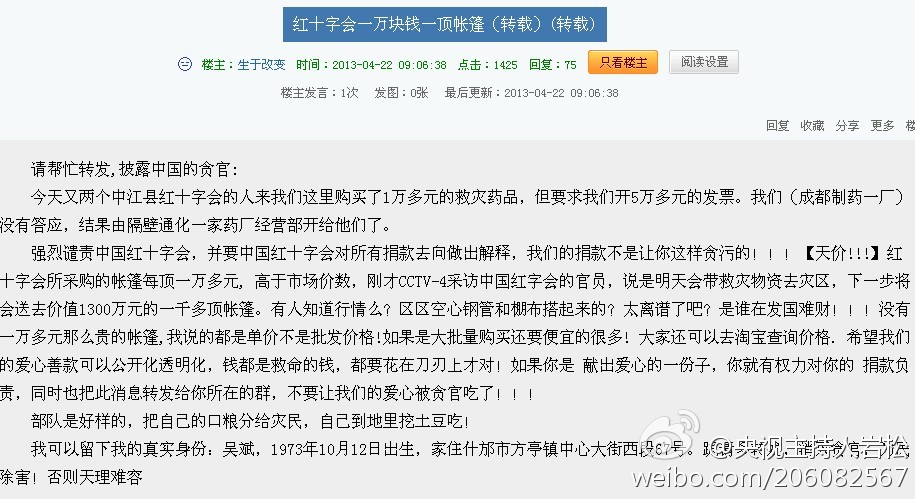 红十字会一万块钱一顶帐篷（转载）(转载)
楼主：生于改变 时间：2013-04-22 09:06:38 点击：1425 回复：75 只看楼主 阅读设置
楼主发言：1次 发图：0张 最后更新：2013-04-22 09:06:38
回复 收藏 分享 更多 楼
请帮忙转发,披露中国的贪官:
今天又两个中江县红十字会的人来我们这里购买了1万多元的救灾药品，但要求我们开5万多元的发票。我们（成都制药一厂）
没有答应，结果由隔壁通化一家药厂经营部开给他们了。
强烈谴责中国红十字会，并要中国红十字会对所有捐款去向做出解释，我们的捐款不是让你这样贪污的！！！【天价!!!】红
十字会所采购的帐篷每顶一万多元, 高于市场价数，刚才CCTV-4采访中国红字会的官员，说是明天会带救灾物资去灾区，下一步将
会送去价值1300万元的一千多顶帐篷。有人知道行情么？区区空心钢管和棚布搭起来的？太离谱了吧？是谁在发国难财！！！没有
一万多元那么贵的帐篷,我说的都是单价不是批发价格!如果是大批量购买还要便宜的很多！大家还可以去淘宝查询价格．希望我们
的爱心善款可以公开化透明化，钱都是救命的钱，都要花在刀刃上才对！如果你是 献出爱心的一份子，你就有权力对你的 捐款负
责，同时也把此消息转发给你所在的群，不要让我们的爱心被贪官吃了！！！
部队是好样的，把自己的口粮分给灾民，自己到地里挖土豆吃!
我可以留下我的真实身份：吴斌，1973年10月12日出生，家住什邡市方亭镇中心大街西段67号。
除害！否则天理难容
@央视主持人岩松
weibo.com/206082567